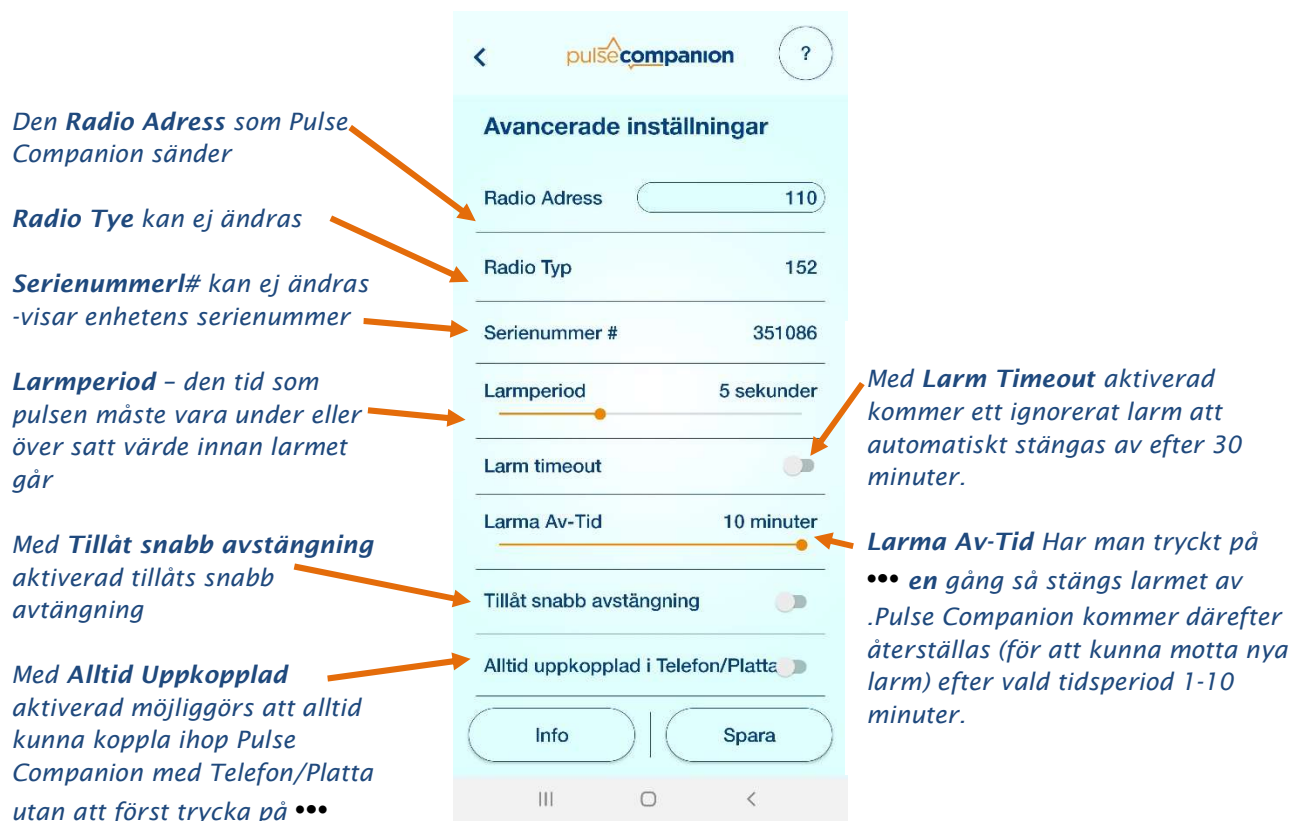 Den Radio Adress som Pulse
Companion sänder
Radio Tye kan ej ändras
Serienummerl# kan ej ändras
-visar enhetens serienummer
Larmperiod – den tid som
pulsen måste vara under eller
över satt värde innan larmet
går
Med Tillåt snabb avstängning
aktiverad tillåts snabb
avtängning
Med Alltid Uppkopplad
aktiverad möjliggörs att alltid
kunna koppla ihop Pulse
Companion med Telefon/Platta
utan att först trycka på •••
pulsecompanion
?
Avancerade inställningar
Radio Adress 110
Radio Typ 152
Serienummer # 351086
Larmperiod 5 sekunder
Larm timeout
Larma Av-Tid 10 minuter
Tillåt snabb avstängning
Alltid uppkopplad i Telefon/Platta
Info Spara
Med Larm Timeout aktiverad
kommer ett ignorerat larm att
automatiskt stängas av efter 30
minuter.
Larma Av-Tid Har man tryckt på
••• en gång så stängs larmet av
.Pulse Companion kommer därefter
återställas (för att kunna motta nya
larm) efter vald tidsperiod 1-10
minuter.